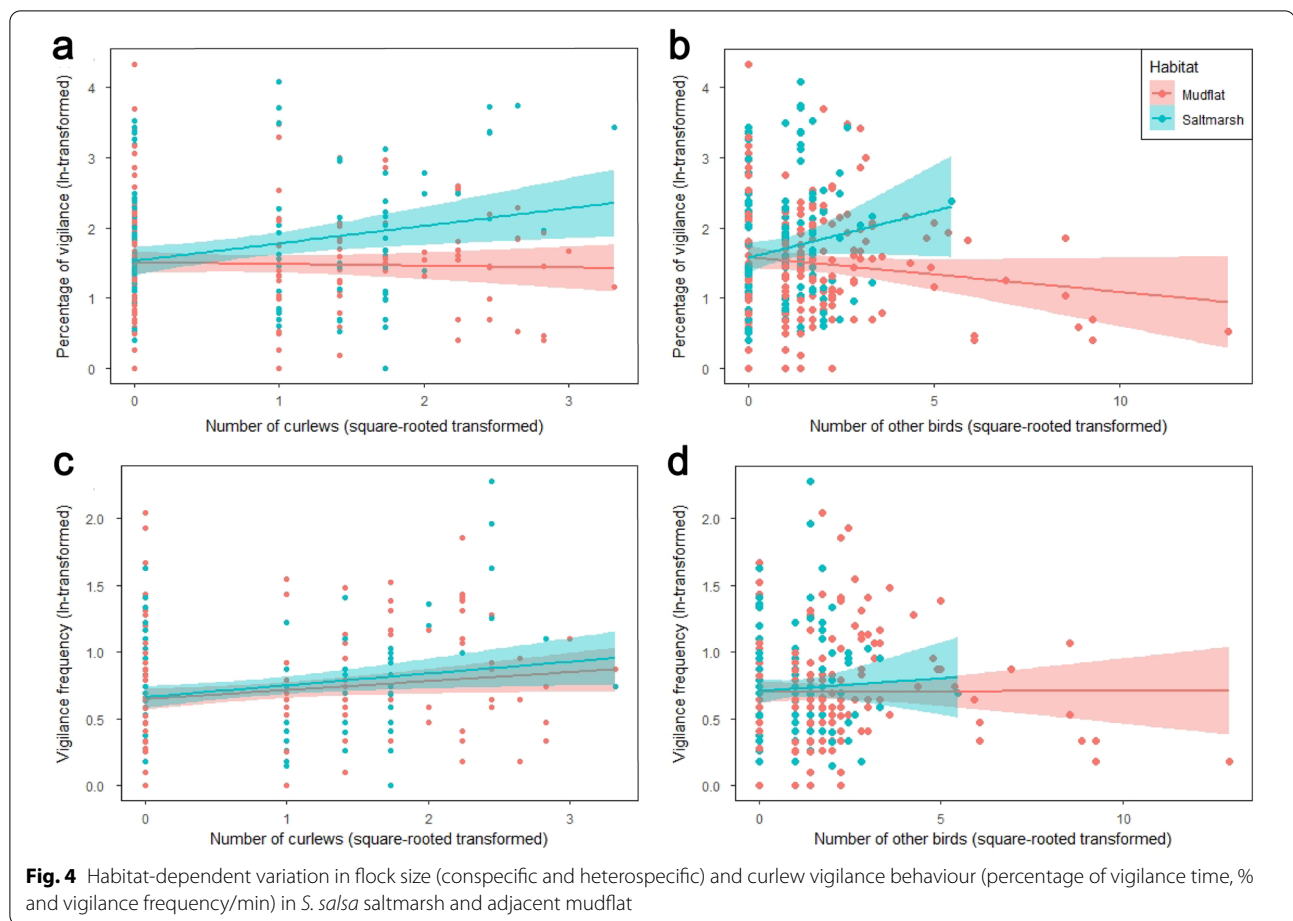 a
Percentage of vigilance (ln-transformed)
4
3
2
1
0
0
1
2
3
Number of curlews (square-rooted transformed)
b
Percentage of vigilance (ln-transformed)
4
3
2
1
0
0
5
10
Number of other birds (square-rooted transformed)
Habitat
Mudflat
Saltmarsh
c
Vigilance frequency (ln-transformed)
2.0
1.5
1.0
0.5
0.0
0
1
2
3
Number of curlews (square-rooted transformed)
d
Vigilance frequency (ln-transformed)
2.0
1.5
1.0
0.5
0.0
0
5
10
Number of other birds (square-rooted transformed)
Fig. 4 Habitat-dependent variation in flock size (conspecific and heterospecific) and curlew vigilance behaviour (percentage of vigilance time, %
and vigilance frequency/min) in S. salsa saltmarsh and adjacent mudflat